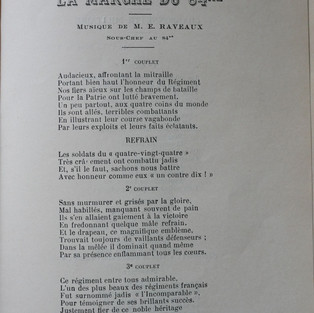 LA MARCHE DU 84me
MUSIQUE DE M. E. RAVEAUX
SOUS-CHEF AU 84me
1er COUPLET
Audacieux, affrontant la mitraille
Portant bien haut l'honneur du Régiment
Nos fiers aïeux sur les champs de bataille
Pour la Patrie ont lutté bravement.
Un peu partout, aux quatre coins du monde
Ils sont allés, terribles combattants
En illustrant leur course vagabonde
Par leurs exploits et leurs faits éclatants.
REFRAIN
Les soldats du « quatre-vingt-quatre »
Très crânement ont combattu jadis
Et, s'il le faut, sachons nous battre
Avec honneur comme eux « un contre dix ! »
2e COUPLET
Sans murmurer et grisés par la gloire,
Mal habillés, manquant souvent de pain
Ils s'en allaient gaiement à la victoire
En fredonnant quelque mâle refrain.
Et le drapeau, ce magnifique emblème,
Trouvait toujours de vaillants défenseurs ;
Dans la mêlée il dominait quand même
Par sa présence enflammant tous les cœurs.
3e COUPLET
Ce régiment entre tous admirable,
L'un des plus beaux des régiments français
Fut surnommé jadis « l'Incomparable »,
Pour témoigner de ses brillants succès.
Justement fier de ce noble héritage